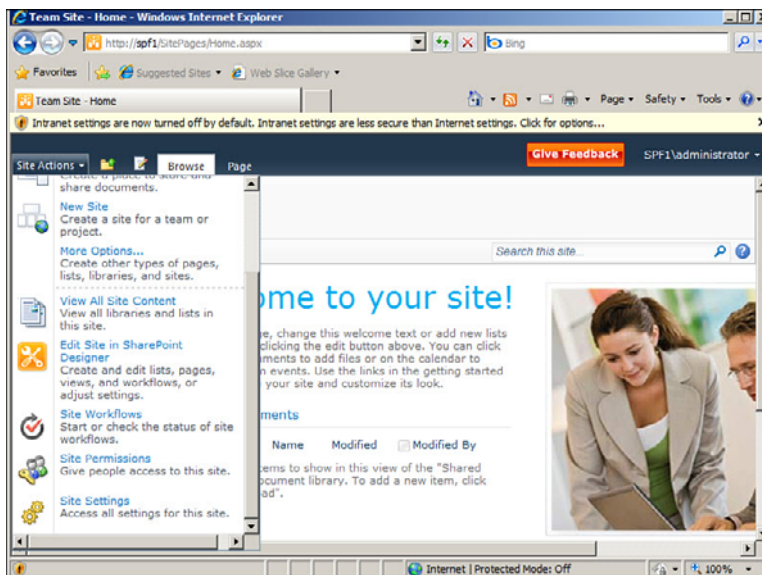 Team Site - Home - Windows Internet Explorer
http://spf1/SitePages/Home.aspx
Bing
Favorites
Suggested Sites
Web Slice Gallery
Team Site - Home
Page
Safety
Tools
Intranet settings are now turned off by default. Intranet settings are less secure than Internet settings. Click for options...
Site Actions
Browse
Page
Give Feedback
SPF1\administrator
Create a place to store and
share documents.
New Site
Create a site for a team or
project.
More Options...
Create other types of pages,
lists, libraries, and sites.
View All Site Content
View all libraries and lists in
this site.
Edit Site in SharePoint
Designer
Create and edit lists, pages,
views, and workflows, or
adjust settings.
Site Workflows
Start or check the status of site
workflows.
Site Permissions
Give people access to this site.
Site Settings
Access all settings for this site.
Search this site...
ome to your site!
ge, change this welcome text or add new lists
clicking the edit button above. You can click
uments to add files or on the calendar to
n events. Use the links in the getting started
your site and customize its look.
ments
Name Modified Modified By
tems to show in this view of the "Shared
ocument library. To add a new item, click
ad".
Internet | Protected Mode: Off
100%